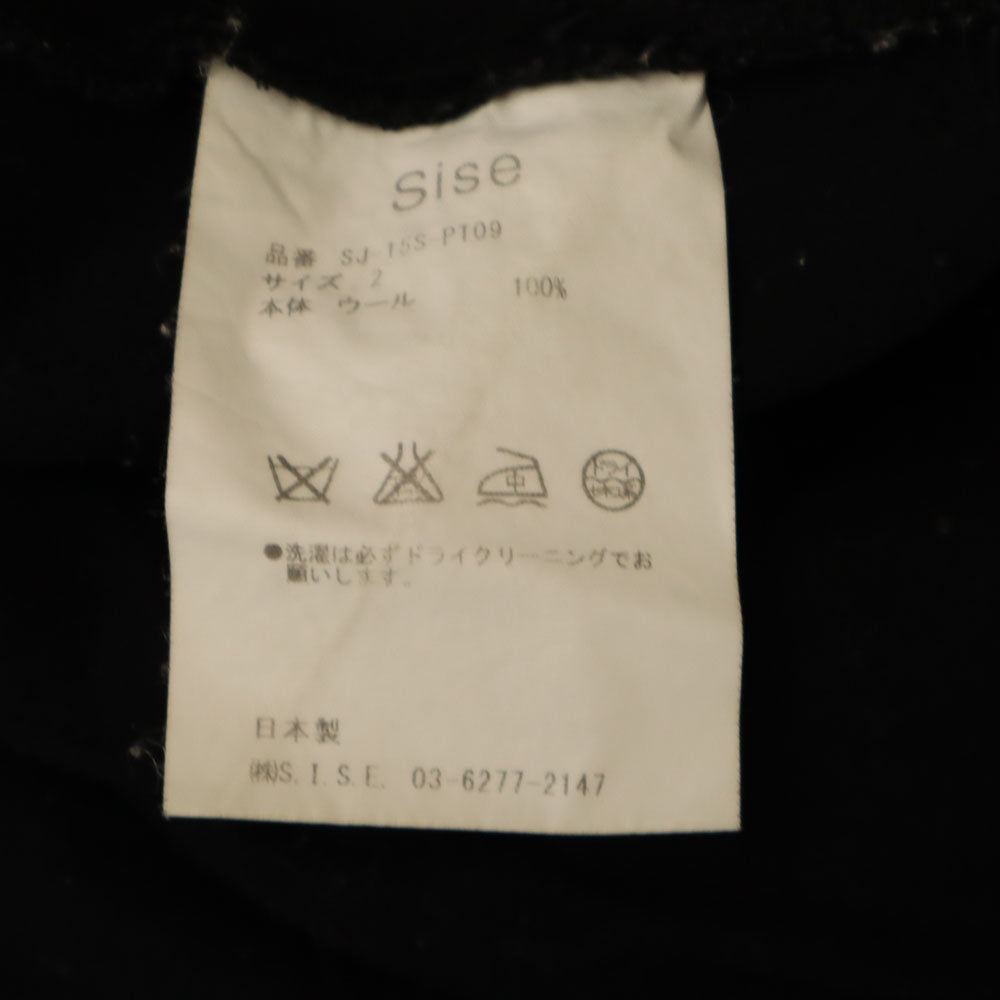 Sise
品番 SJ-15S-PT09
サイズ 2
本体 ウール 100%
中 ドライ
●洗濯は必ずドライクリーニングでお
願いします。
日本製
㈱S.I.S.E. 03-6277-2147